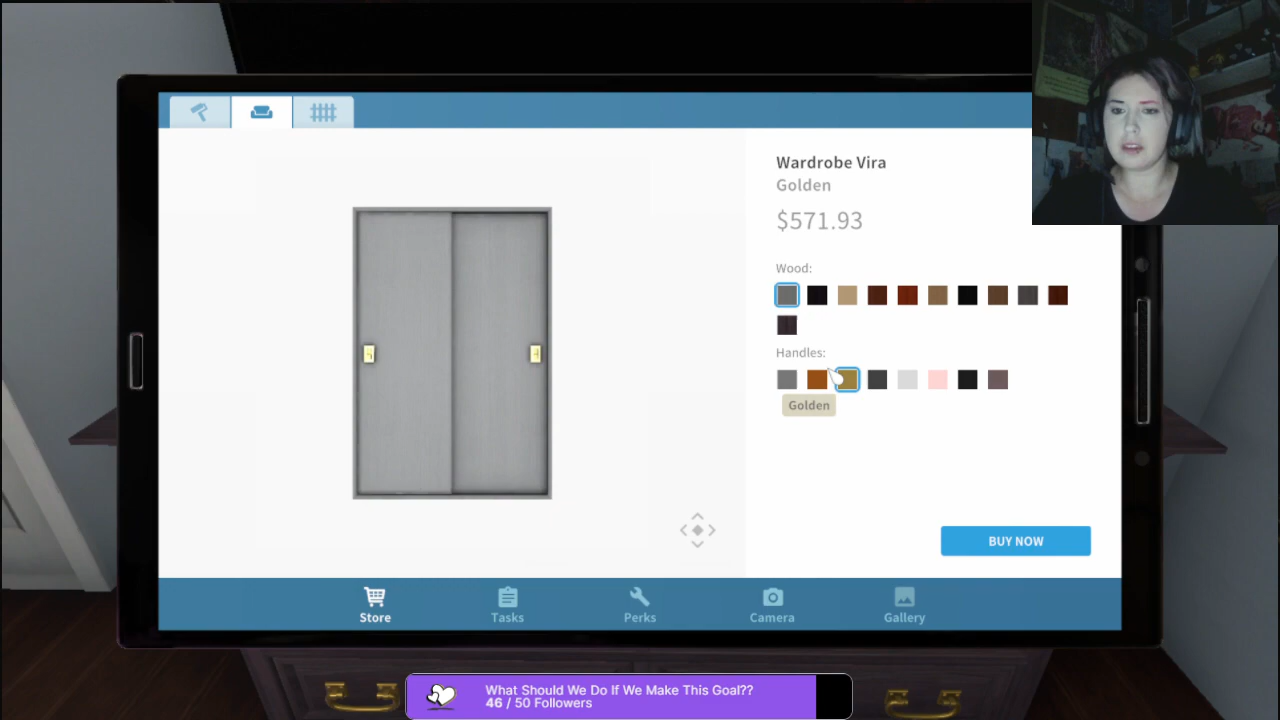 Wardrobe Vira
Golden
$571.93
Wood:
Handles:
Golden
BUY NOW
Store
Tasks
Perks
Camera
Gallery
What Should We Do If We Make This Goal??
46 / 50 Followers